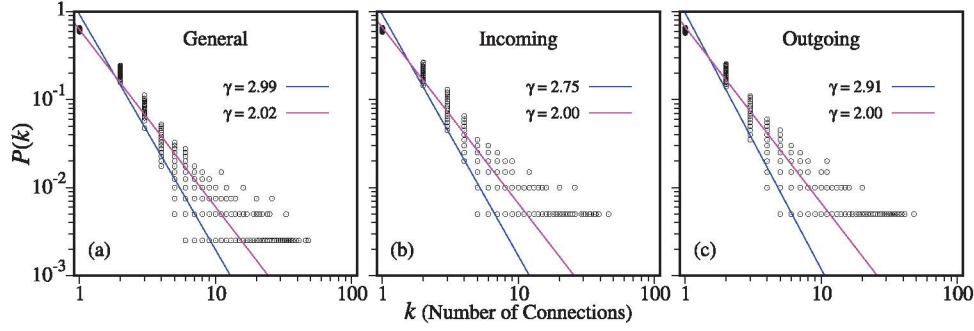 1
10⁻¹
10⁻²
10⁻³
P(k)
General
γ = 2.99
γ = 2.02
(a)
1 10 100
Incoming
γ = 2.75
γ = 2.00
(b)
1 10 100
Outgoing
γ = 2.91
γ = 2.00
(c)
1 10 100
k (Number of Connections)